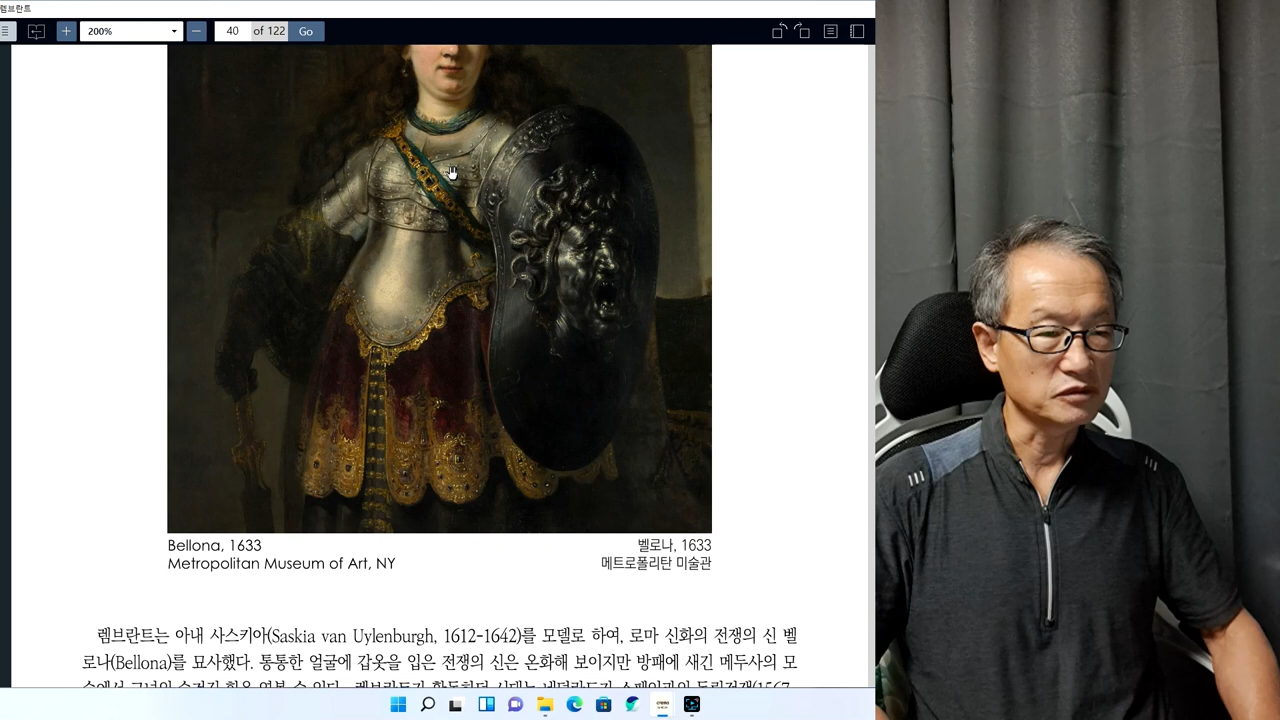 렘브란트
200%
40 of 122 Go
Bellona, 1633
Metropolitan Museum of Art, NY
벨로나, 1633
메트로폴리탄 미술관
렘브란트는 아내 사스키아(Saskia van Uylenburgh, 1612-1642)를 모델로 하여, 로마 신화의 전쟁의 신 벨
로나(Bellona)를 묘사했다. 통통한 얼굴에 갑옷을 입은 전쟁의 신은 온화해 보이지만 방패에 새긴 메두사의 모